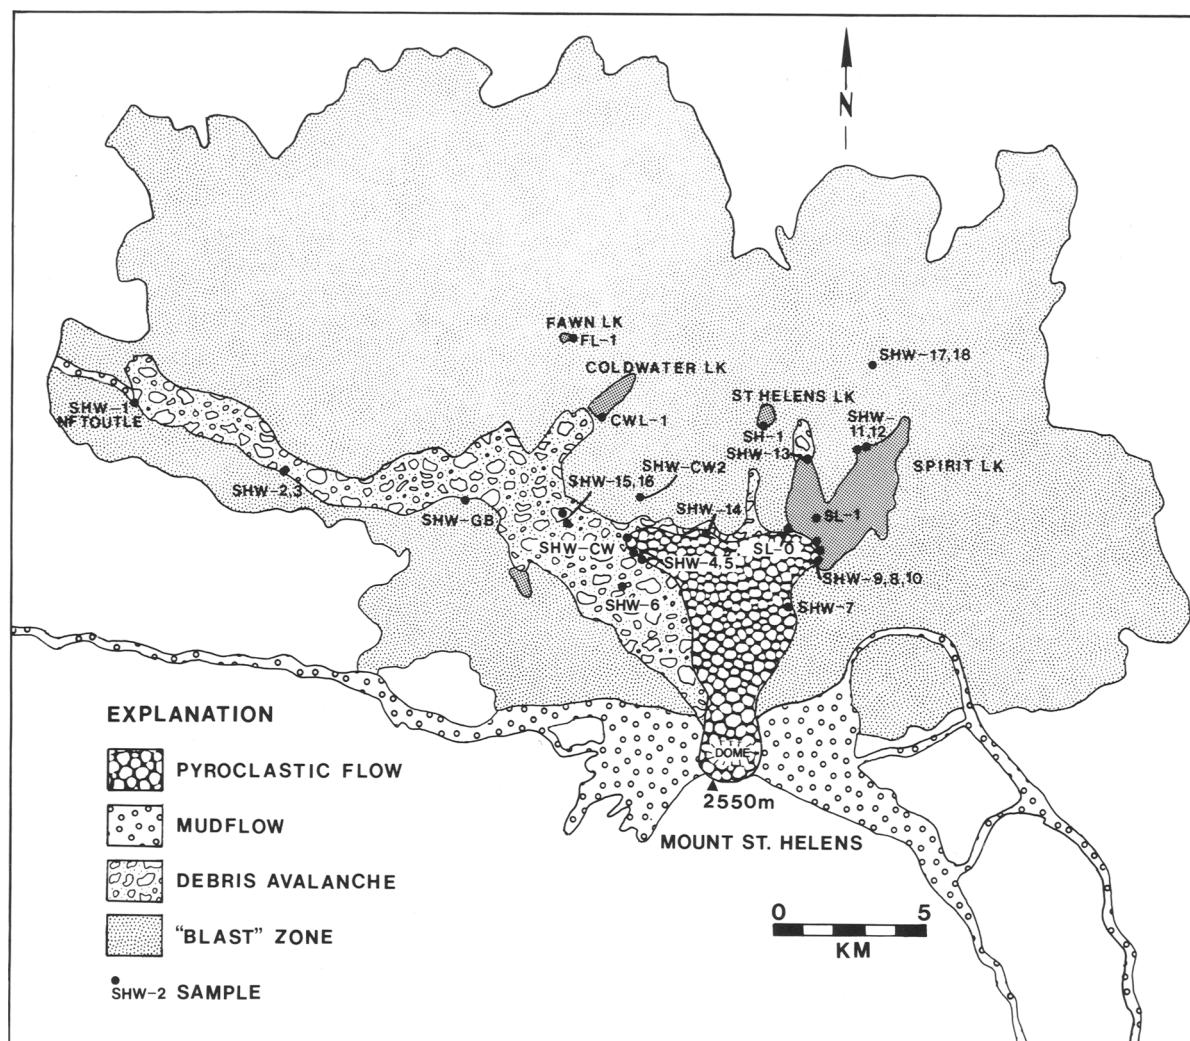 N
FAWN LK
FL-1
COLDWATER LK
CWL-1
SHW-17,18
ST HELENS LK
SH-1
SHW-13
SHW-
11,12
SPIRIT LK
SHW-1
NF TOUTLE
SHW-2,3
SHW-GB
SHW-15,16
SHW-CW2
SHW-14
SL-1
SHW-CW
SHW-4,5
SL-0
SHW-9,8,10
SHW-6
SHW-7
DOME
2550m
MOUNT ST. HELENS
EXPLANATION
PYROCLASTIC FLOW
MUDFLOW
DEBRIS AVALANCHE
"BLAST" ZONE
SHW-2 SAMPLE
0 5
KM